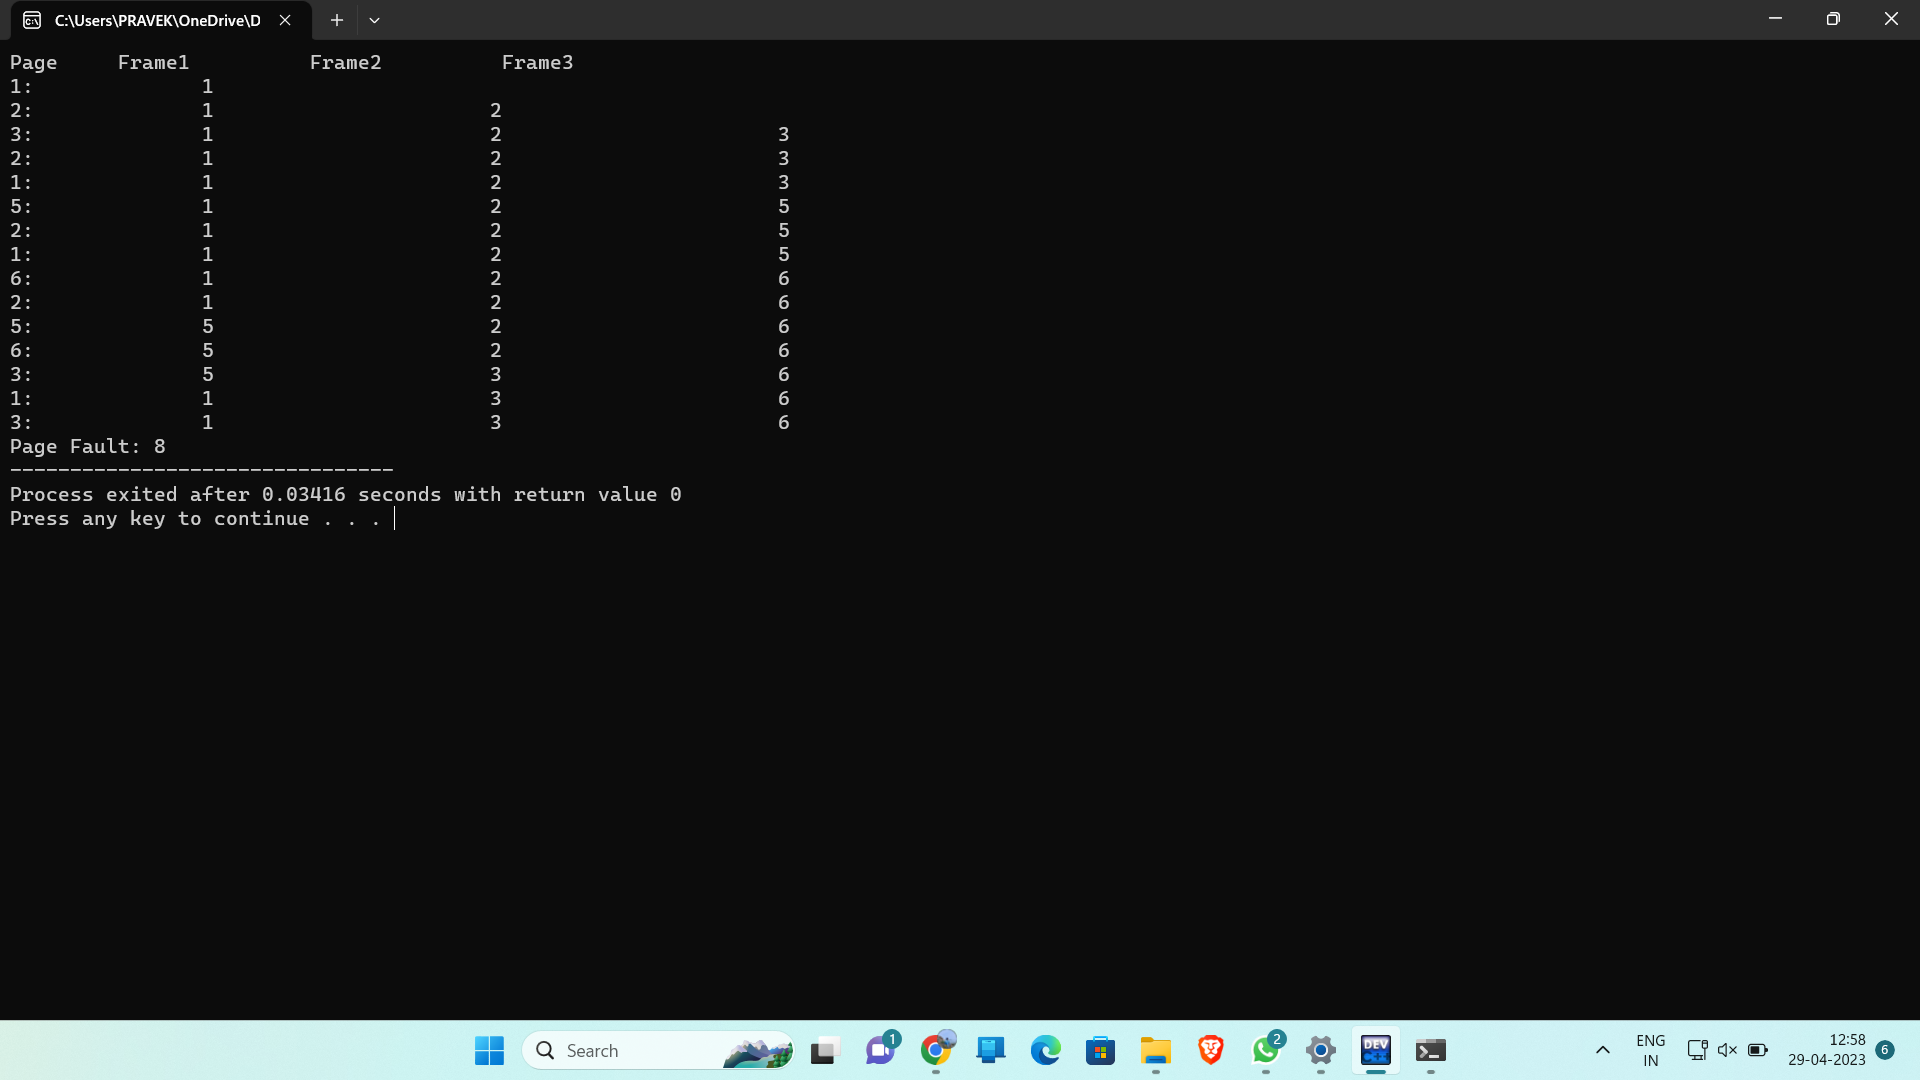 C:\Users\PRAVEK\OneDrive\D
Page Frame1 Frame2 Frame3
1: 1
2: 1 2
3: 1 2 3
2: 1 2 3
1: 1 2 3
5: 1 2 5
2: 1 2 5
1: 1 2 5
6: 1 2 6
2: 1 2 6
5: 5 2 6
6: 5 2 6
3: 5 3 6
1: 1 3 6
3: 1 3 6
Page Fault: 8
--------------------------------
Process exited after 0.03416 seconds with return value 0
Press any key to continue . . .
Search
1
2
DEV
C++
ENG
IN
12:58
29-04-2023
6